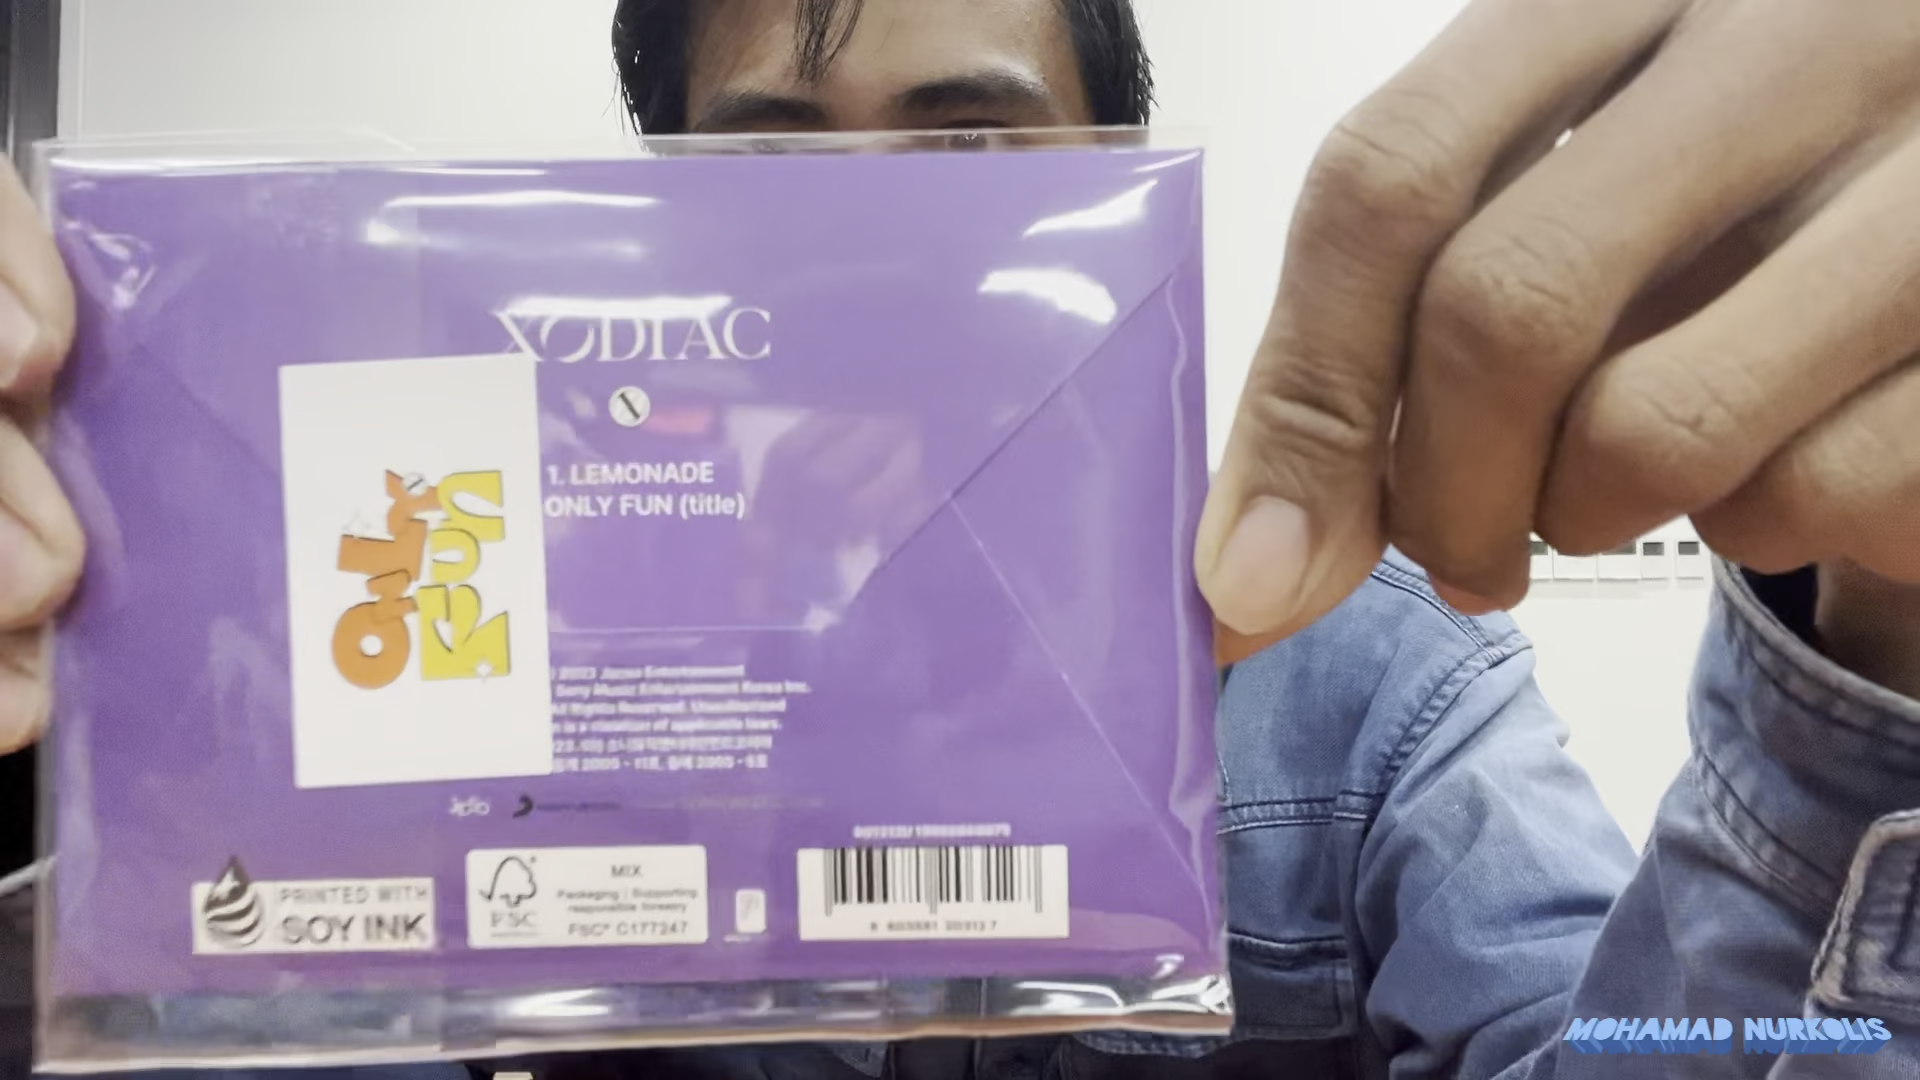 XODIAC
X
1. LEMONADE
ONLY FUN (title)
ONLY
FUN
2023 Jacso Entertainment
Sony Music Entertainment Korea Inc.
All Rights Reserved. Unauthorized
n is a violation of applicable laws.
PRINTED WITH
SOY INK
FSC
MIX
Packaging | Supporting
responsible forestry
FSC® C177247
MOHAMAD NURKOLIS